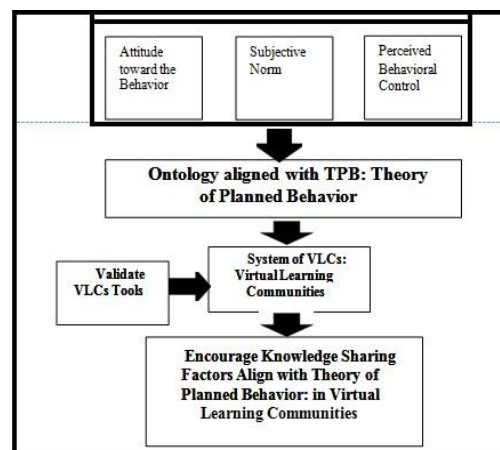 Attitude
toward the
Behavior
Subjective
Norm
Perceived
Behavioral
Control
Ontology aligned with TPB: Theory
of Planned Behavior
System of VLCs:
Virtual Learning
Communities
Validate
VLCs Tools
Encourage Knowledge Sharing
Factors Align with Theory of
Planned Behavior: in Virtual
Learning Communities